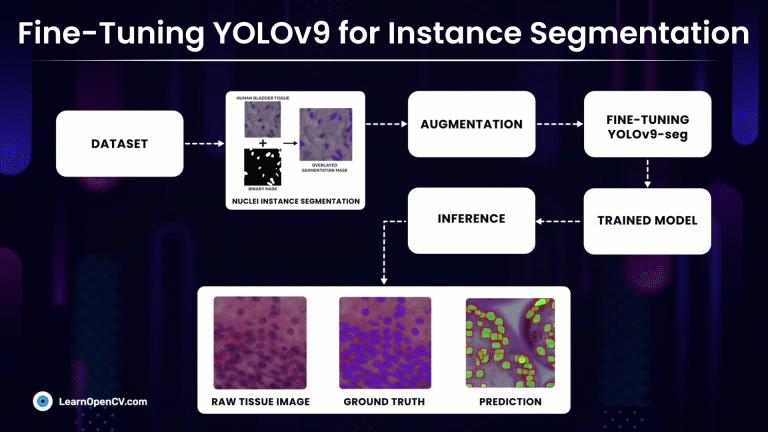 Fine-Tuning YOLOv9 for Instance Segmentation
DATASET
HUMAN BLADDER TISSUE
+
BINARY MASK
OVERLAYED
SEGMENTATION MASK
NUCLEI INSTANCE SEGMENTATION
AUGMENTATION
FINE-TUNING
YOLOv9-seg
TRAINED MODEL
INFERENCE
RAW TISSUE IMAGE
GROUND TRUTH
PREDICTION
LearnOpenCV.com